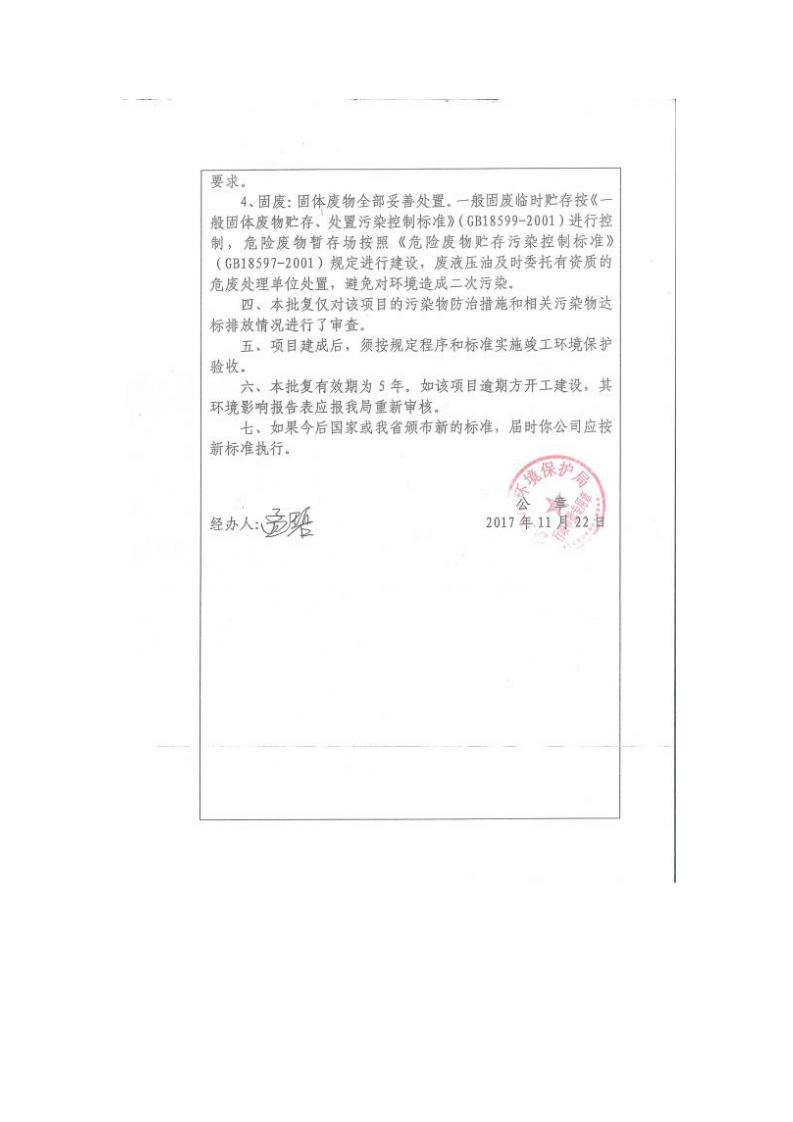 要求。
4、固废：固体废物全部妥善处置。一般固废临时贮存按《一
般固体废物贮存、处置污染控制标准》（GB18599-2001）进行控
制，危险废物暂存场按照《危险废物贮存污染控制标准》
（GB18597-2001）规定进行建设，废液压油及时委托有资质的
危废处理单位处置，避免对环境造成二次污染。
四、本批复仅对该项目的污染物防治措施和相关污染物达
标排放情况进行了审查。
五、项目建成后，须按规定程序和标准实施竣工环境保护
验收。
六、本批复有效期为 5 年。如该项目逾期方开工建设，其
环境影响报告表应报我局重新审核。
七、如果今后国家或我省颁布新的标准，届时你公司应按
新标准执行。
环境保护局
公 章
经办人:
2017 年 11 月 22 日